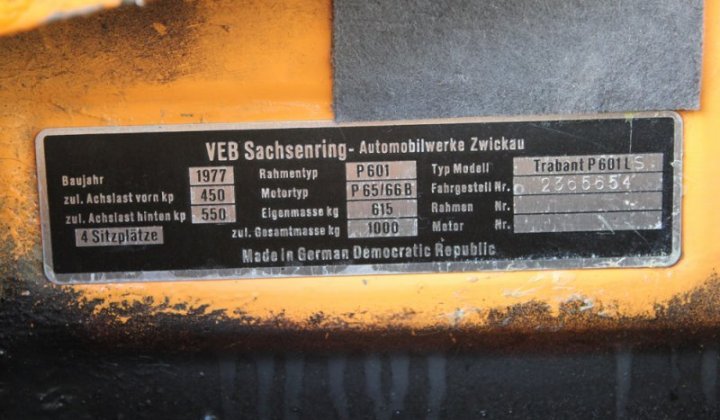 VEB Sachsenring - Automobilwerke Zwickau
Baujahr 1977 Rahmentyp P 601 Typ Modell Trabant P 601 L S
zul. Achslast vorn kp 450 Motortyp P 65/66 B Fahrgestell Nr. 2366654
zul. Achslast hinten kp 550 Eigenmasse kg 615 Rahmen Nr.
4 Sitzplätze zul. Gesamtmasse kg 1000 Motor Nr.
Made in German Democratic Republic